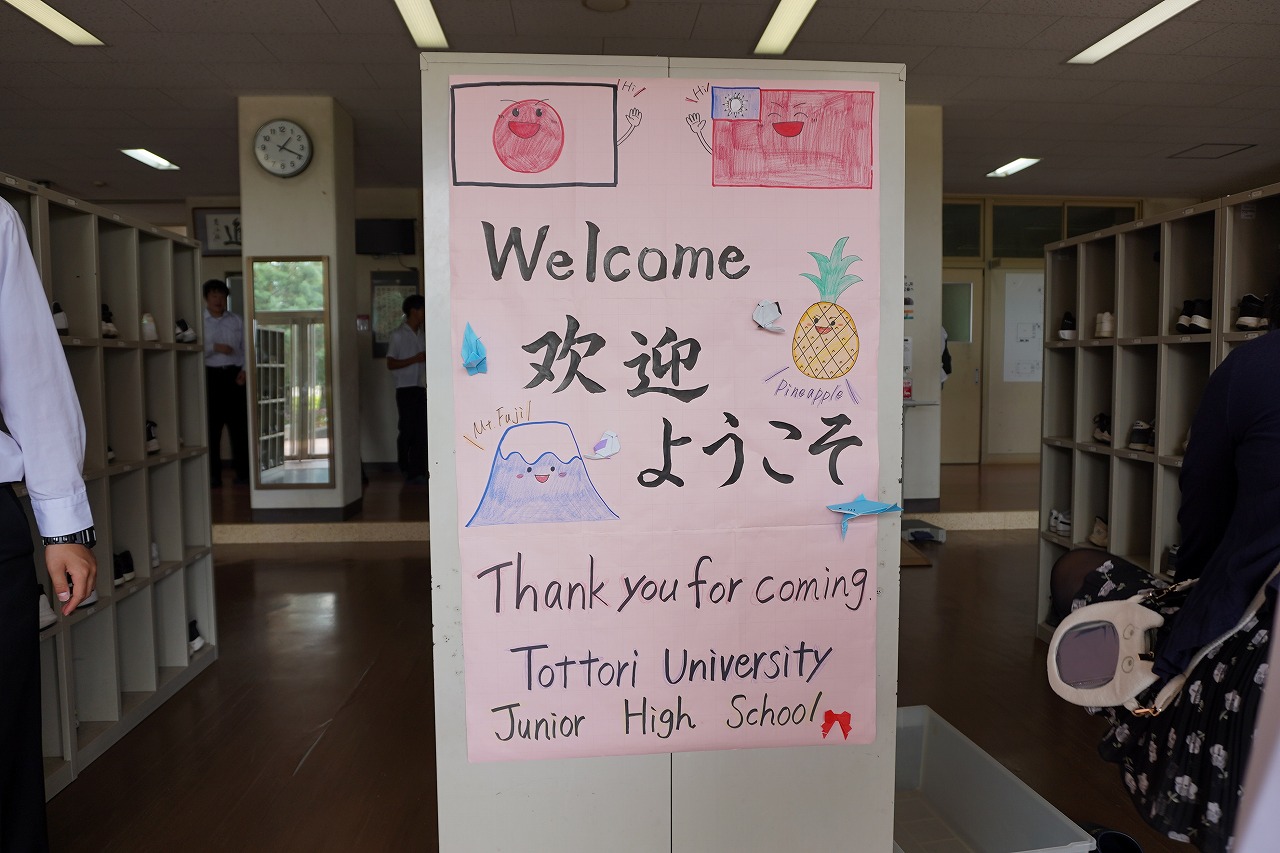 Hi
Hi
Welcome
欢迎
Pineapple
Mt Fuji
ようこそ
Thank you for coming.
Tottori University
Junior High School